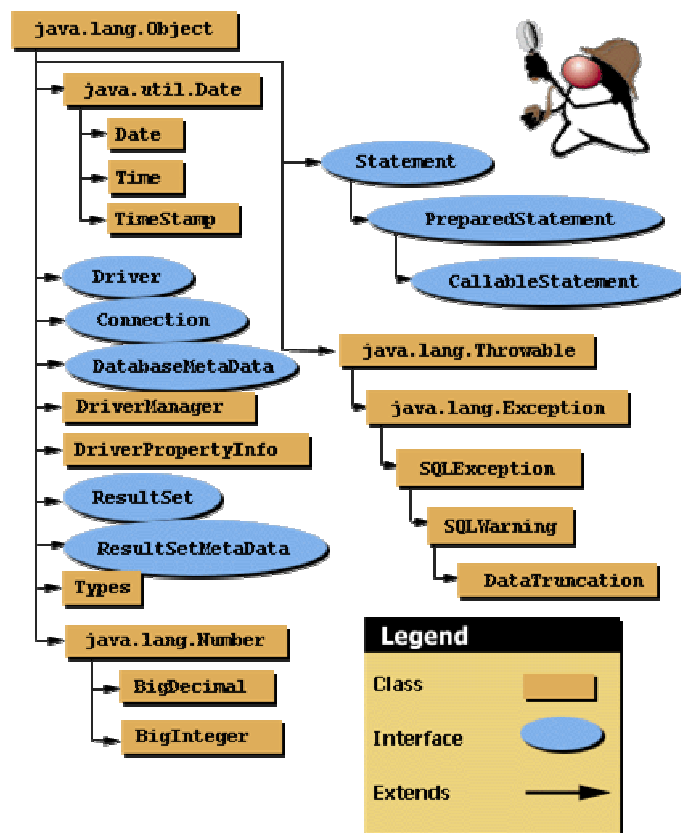 java.lang.Object
java.util.Date
Date
Time
TimeStamp
Statement
PreparedStatement
CallableStatement
Driver
Connection
DatabaseMetaData
DriverManager
DriverPropertyInfo
ResultSet
ResultSetMetaData
Types
java.lang.Number
BigDecimal
BigInteger
java.lang.Throwable
java.lang.Exception
SQLException
SQLWarning
DataTruncation
Legend
Class
Interface
Extends